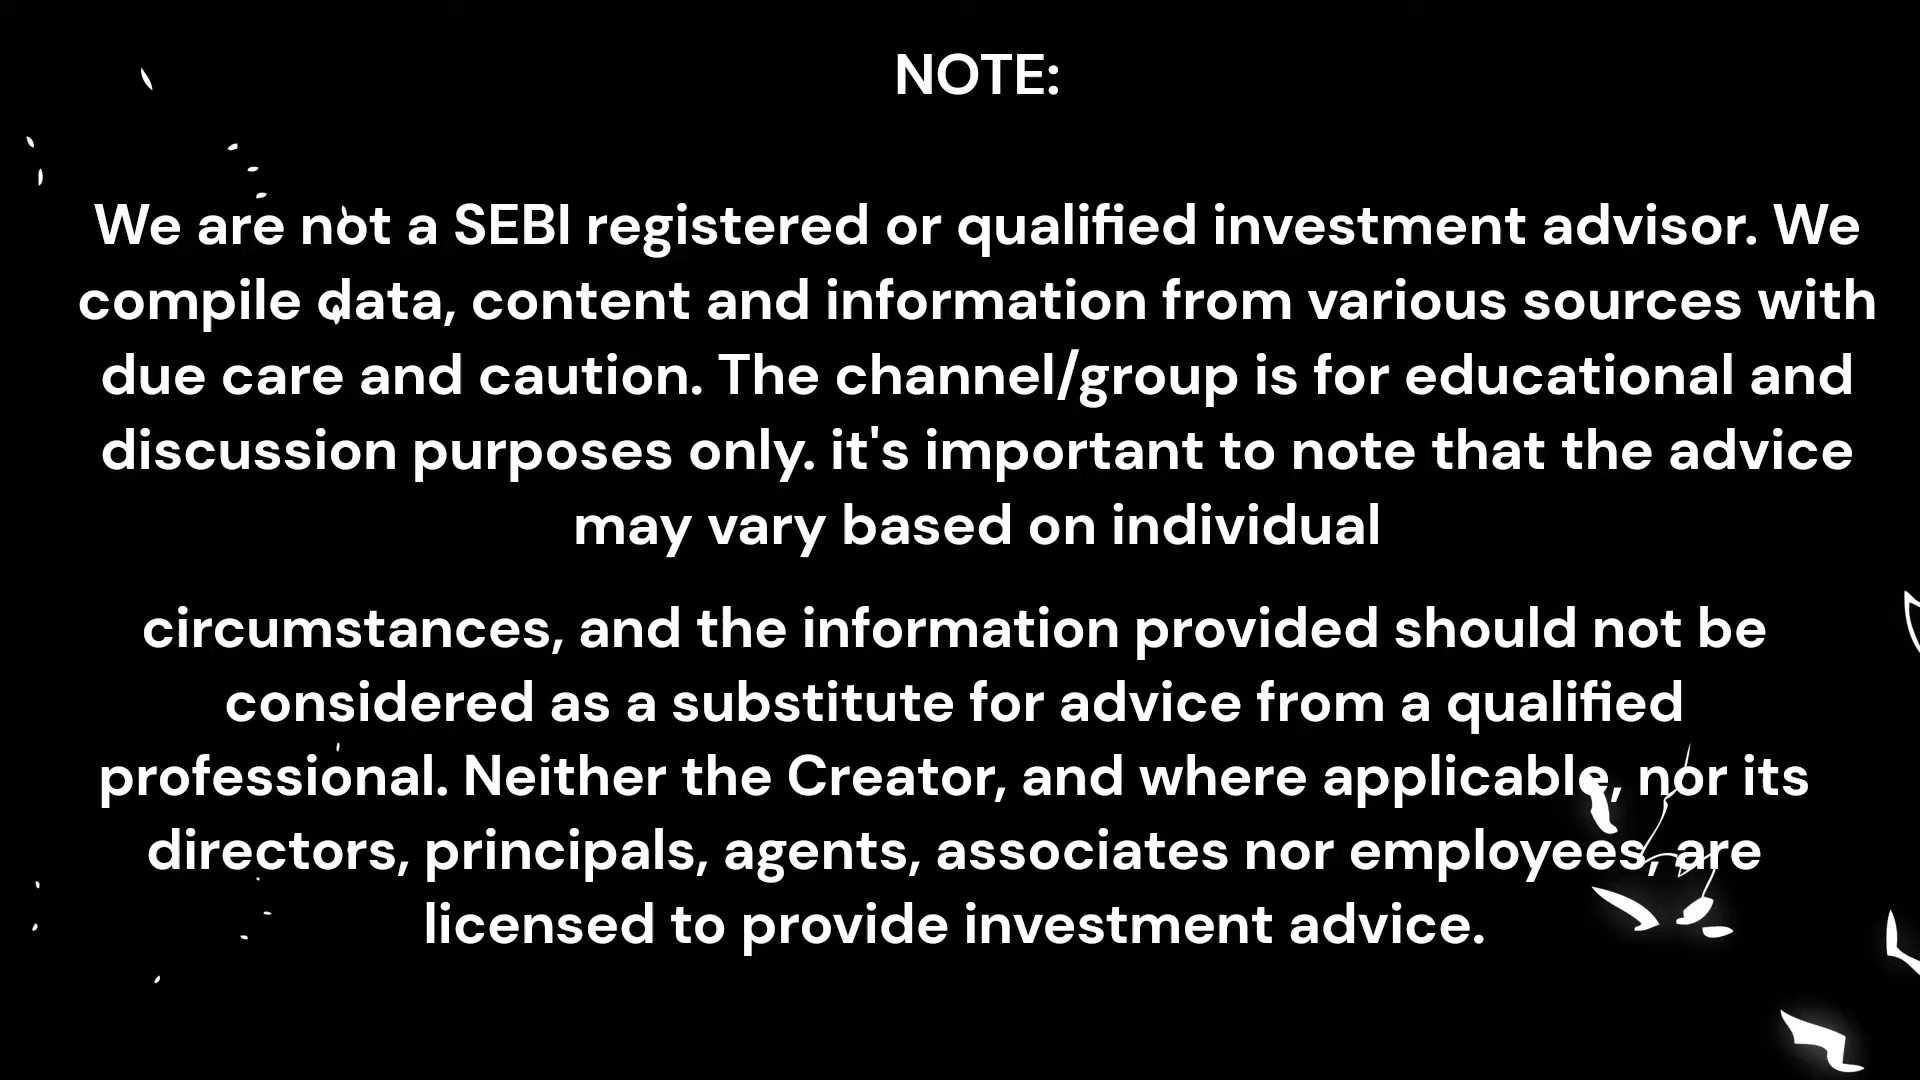 NOTE:
We are not a SEBI registered or qualified investment advisor. We
compile data, content and information from various sources with
due care and caution. The channel/group is for educational and
discussion purposes only. it's important to note that the advice
may vary based on individual
circumstances, and the information provided should not be
considered as a substitute for advice from a qualified
professional. Neither the Creator, and where applicable, nor its
directors, principals, agents, associates nor employees, are
licensed to provide investment advice.